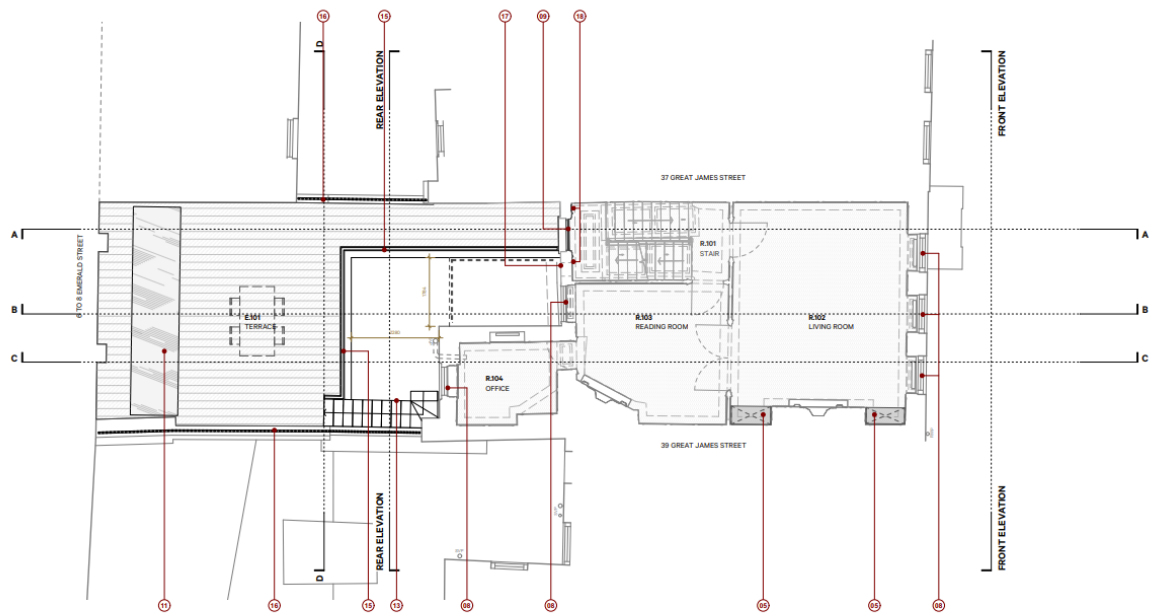 16
15
17
09
18
D
REAR ELEVATION
FRONT ELEVATION
37 GREAT JAMES STREET
A
A
6 TO 8 EMERALD STREET
R.101
STAIR
B
B
E.101
TERRACE
R.103
READING ROOM
R.102
LIVING ROOM
C
C
R.104
OFFICE
39 GREAT JAMES STREET
REAR ELEVATION
FRONT ELEVATION
D
11
16
15
13
08
08
05
05
08